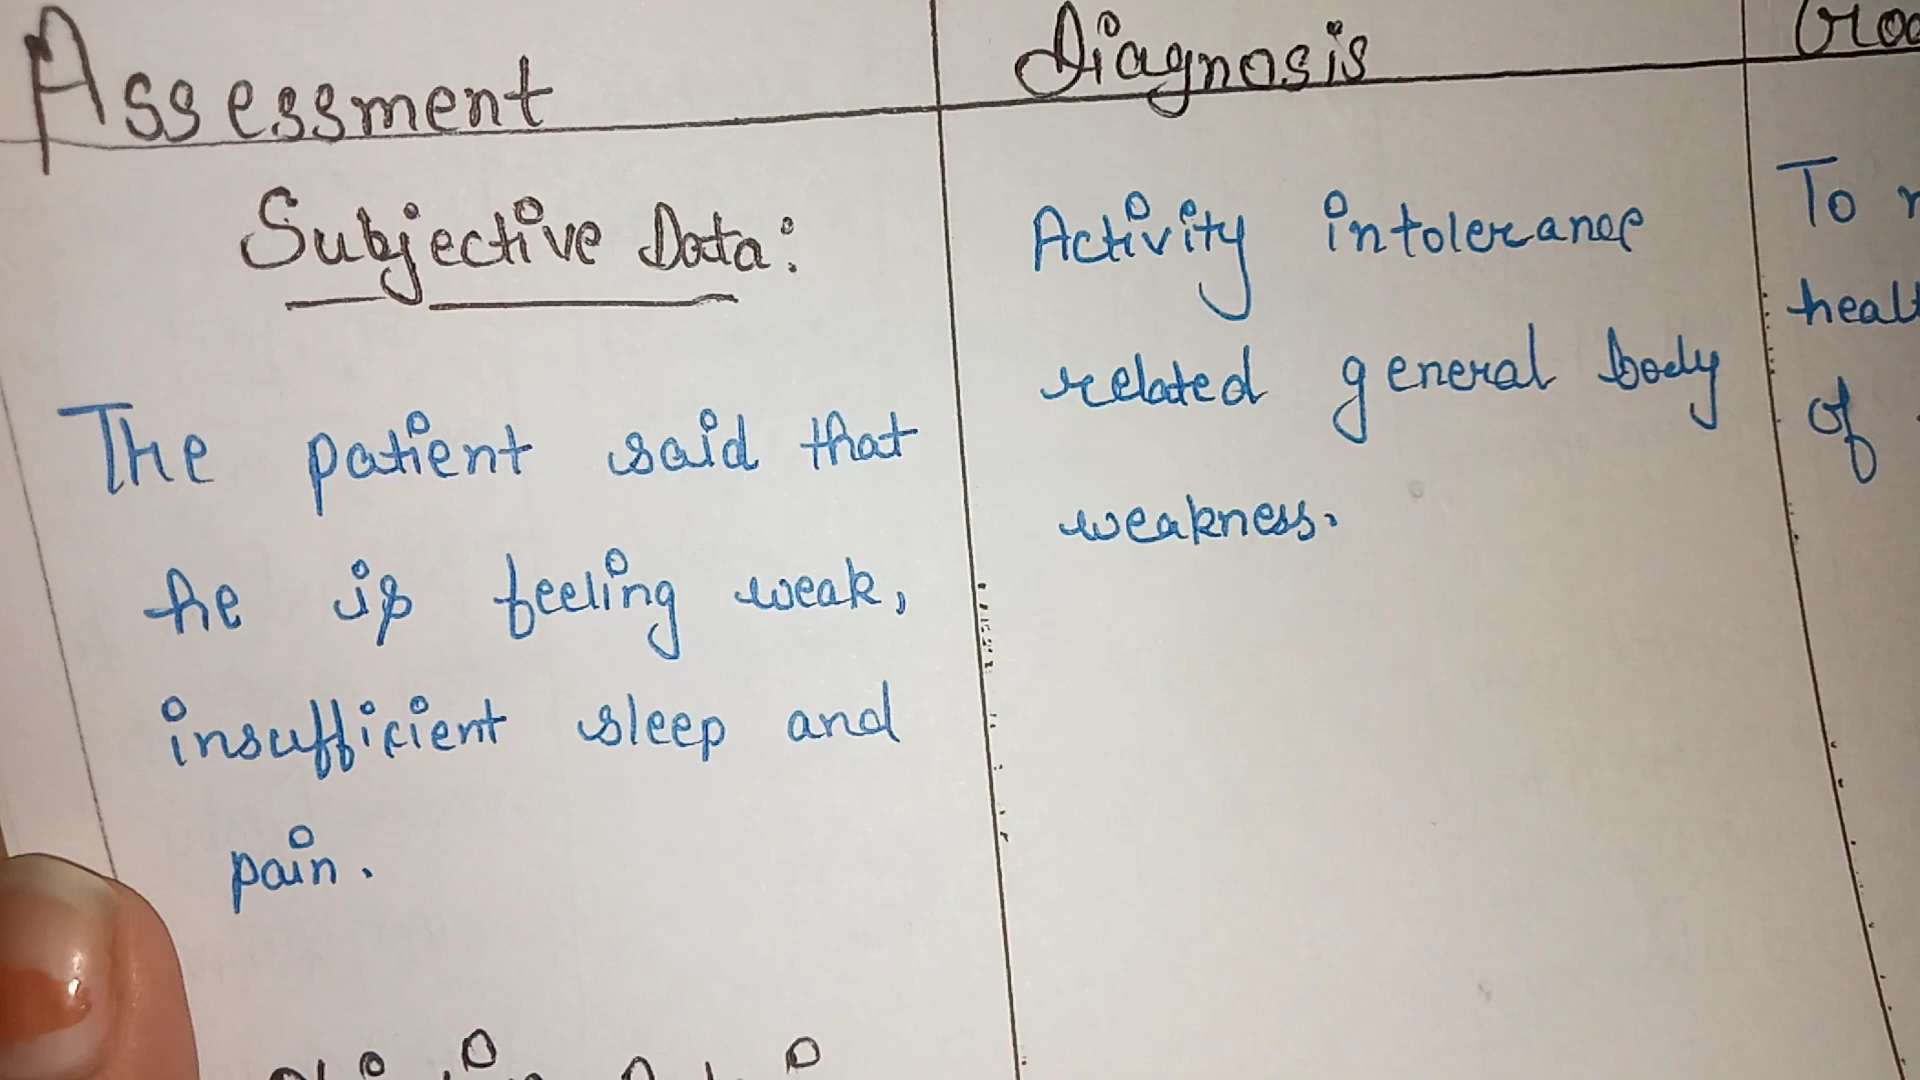 Assessment
Subjective Data:
The patient said that
he is feeling weak,
insufficient sleep and
pain.
Diagnosis
Activity intolerance
related general body
weakness.
To
of